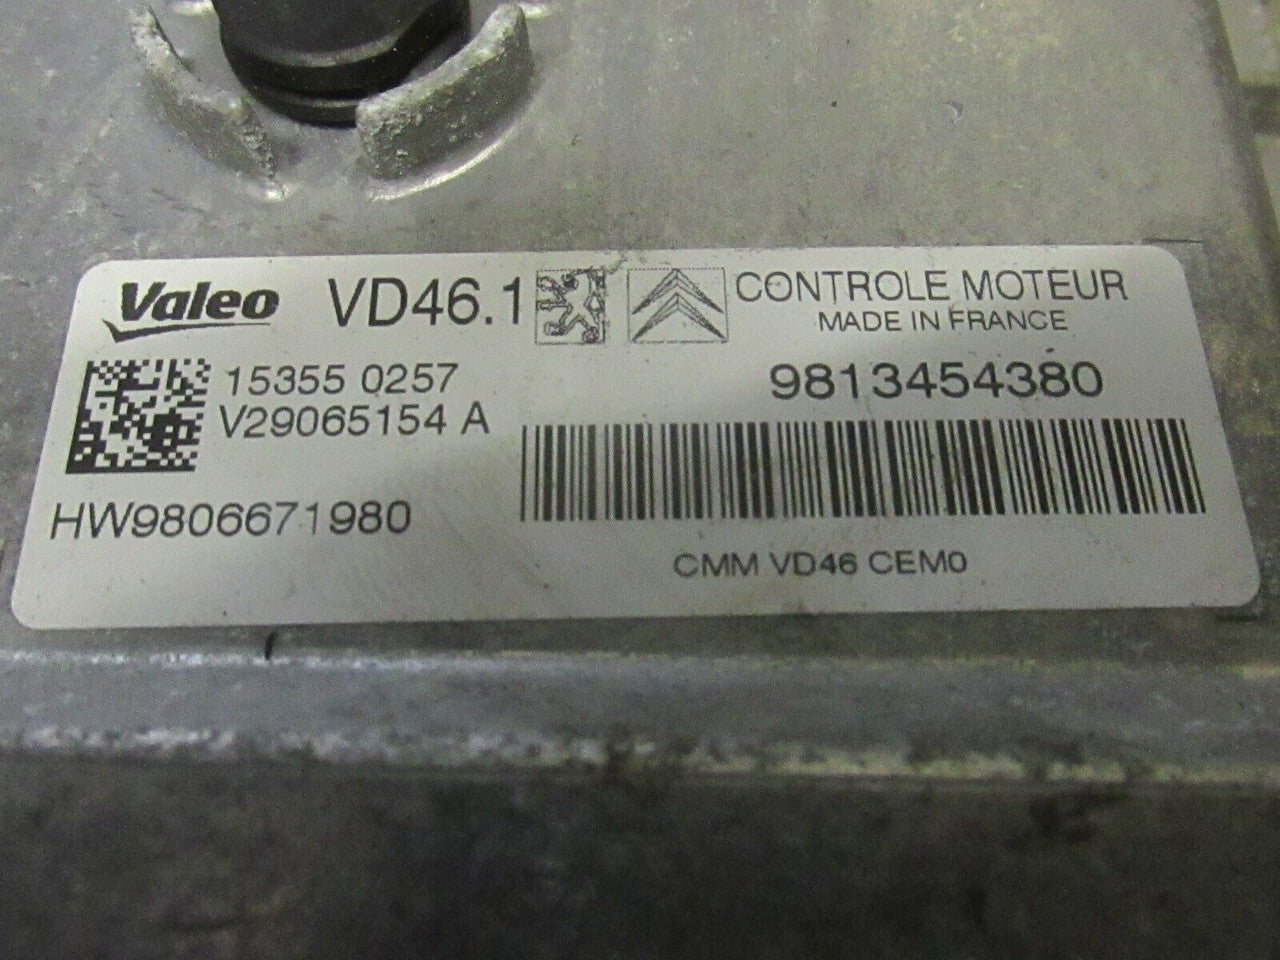 Valeo VD46.1 CONTROLE MOTEUR
MADE IN FRANCE
15355 0257 9813454380
V29065154 A
HW9806671980
CMM VD46 CEM0